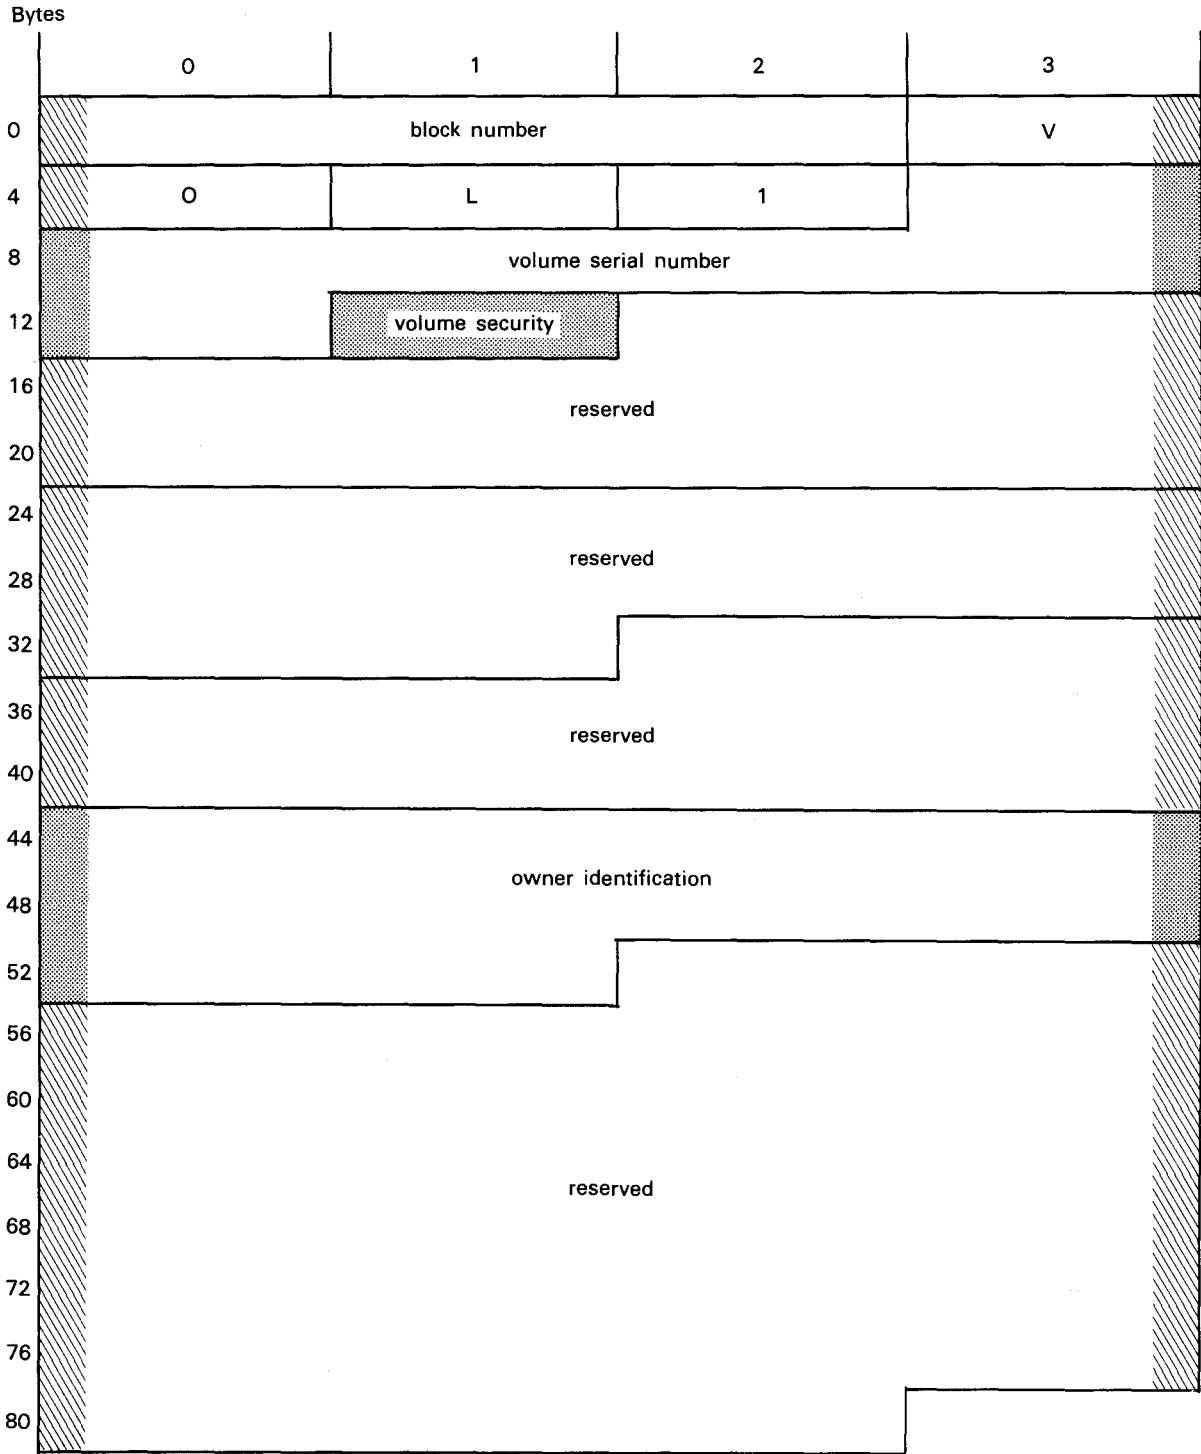 Bytes
0 1 2 3
0 block number V
4 O L 1
8 volume serial number
12 volume security
16
reserved
20
24
reserved
28
32
36
reserved
40
44
owner identification
48
52
56
60
64
reserved
68
72
76
80